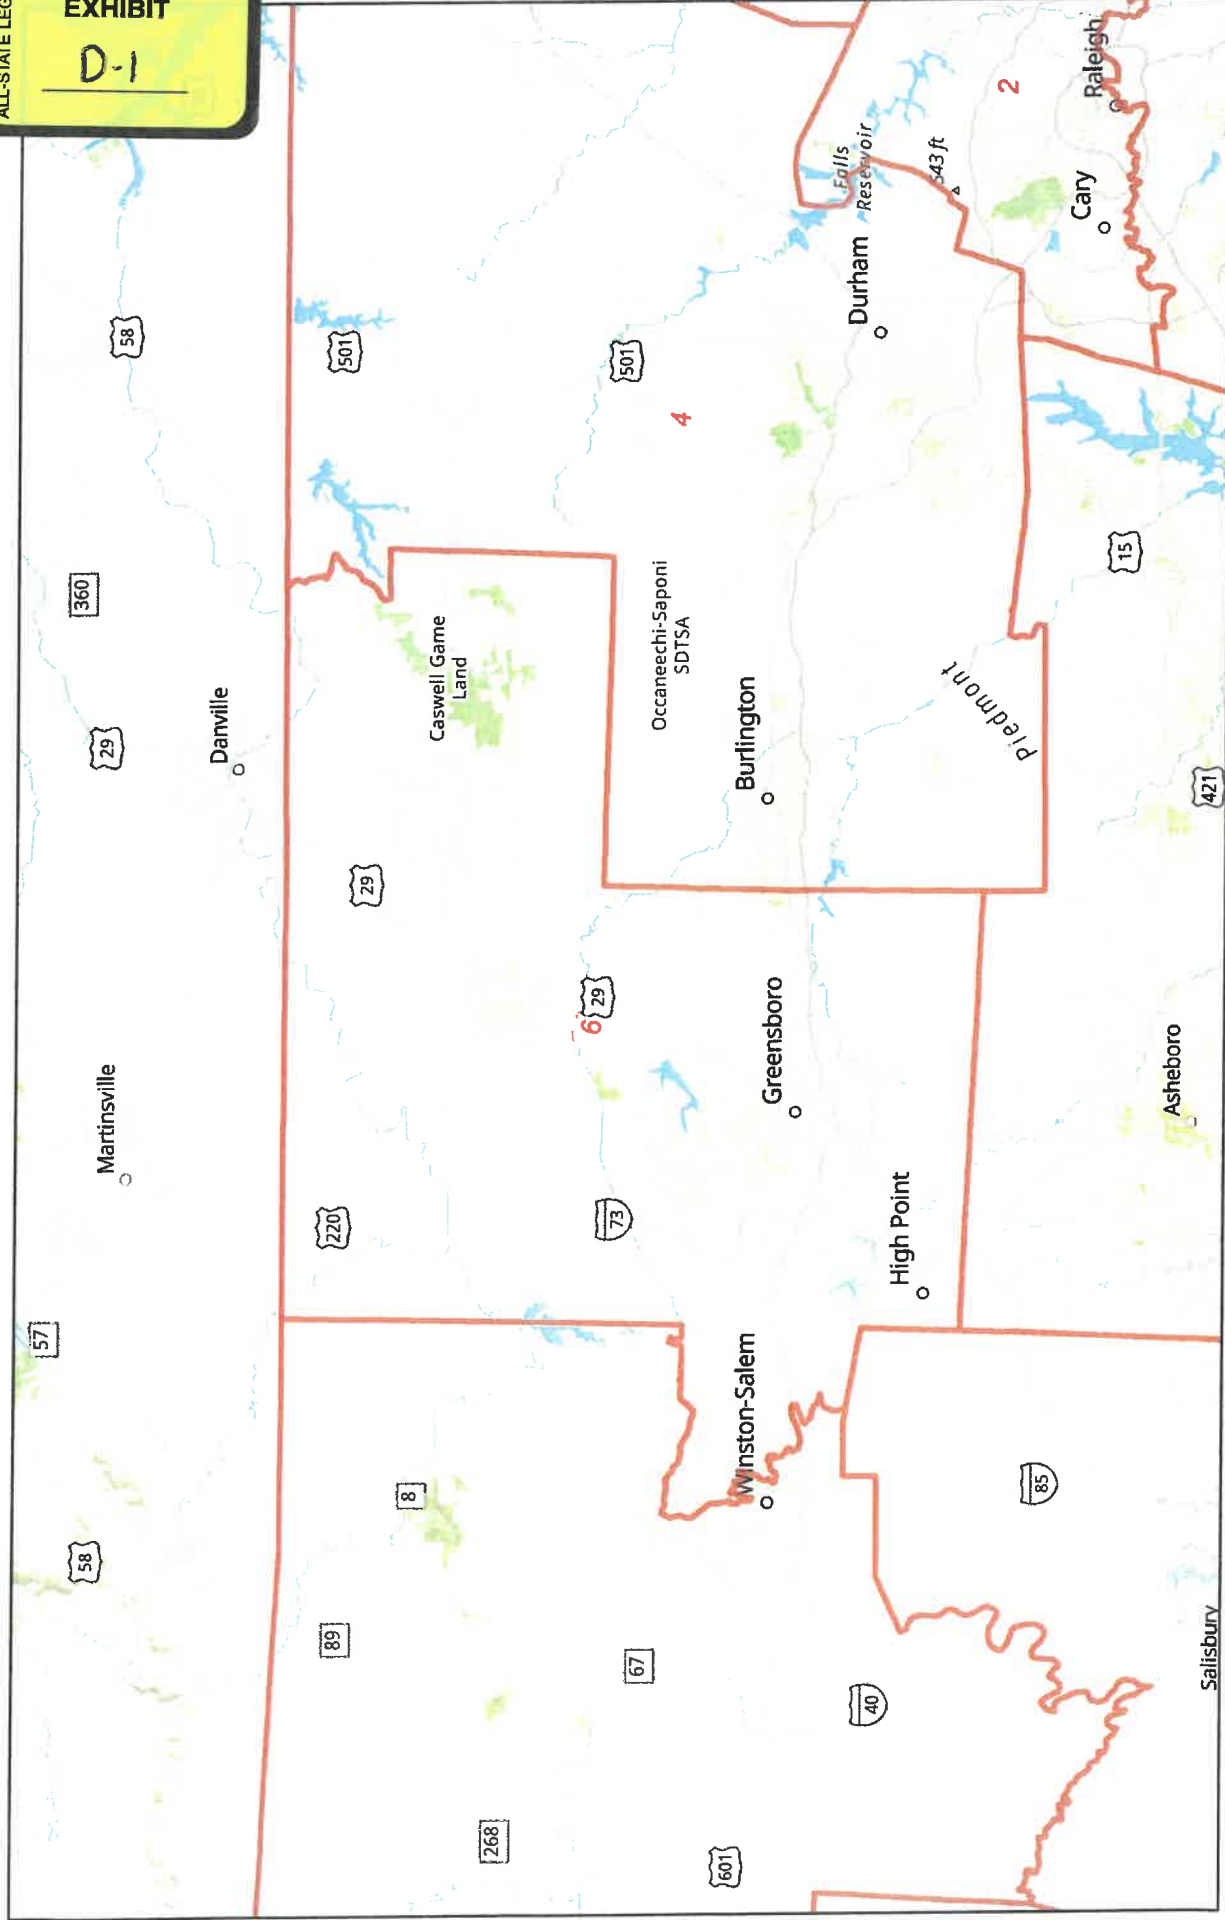 ALL-STATE LEG
EXHIBIT
D-1
58
57
360
29
58
Martinsville
Danville
89
8
220
29
501
268
67
73
6
29
Caswell Game
Land
501
4
Occaneechi-Saponi
SDTSA
601
40
Winston-Salem
High Point
Greensboro
Burlington
Piedmont
Durham
Falls
Reservoir
543 ft
2
85
Salisbury
Asheboro
421
15
Cary
Raleigh